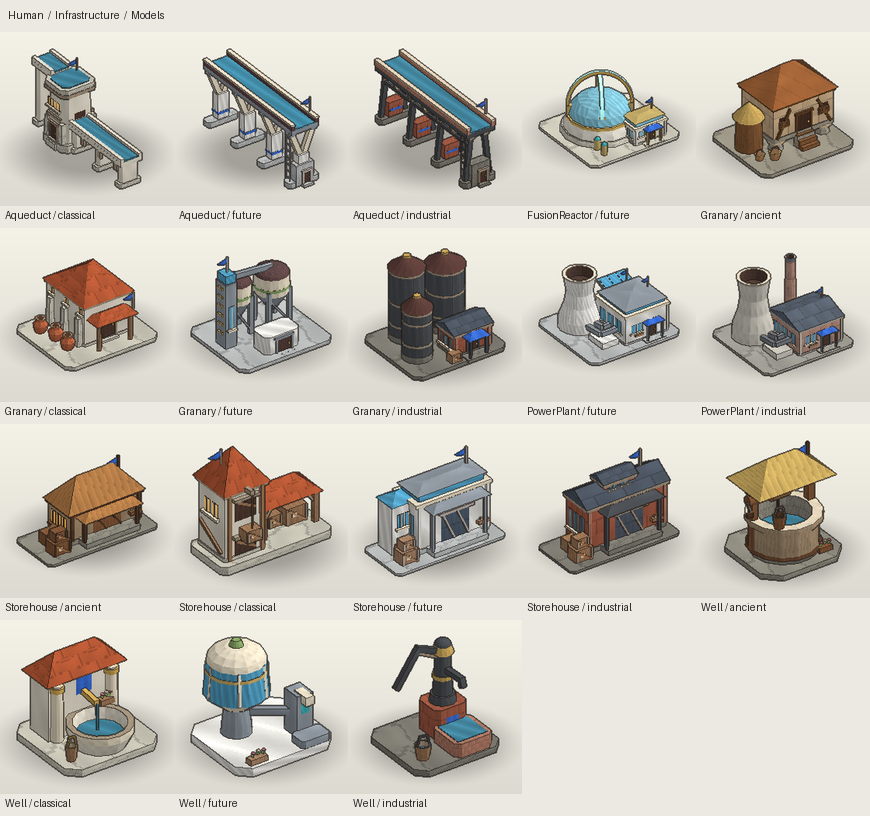 Human / Infrastructure / Models
Aqueduct / classical
Aqueduct / future
Aqueduct / industrial
FusionReactor / future
Granary / ancient
Granary / classical
Granary / future
Granary / industrial
PowerPlant / future
PowerPlant / industrial
Storehouse / ancient
Storehouse / classical
Storehouse / future
Storehouse / industrial
Well / ancient
Well / classical
Well / future
Well / industrial